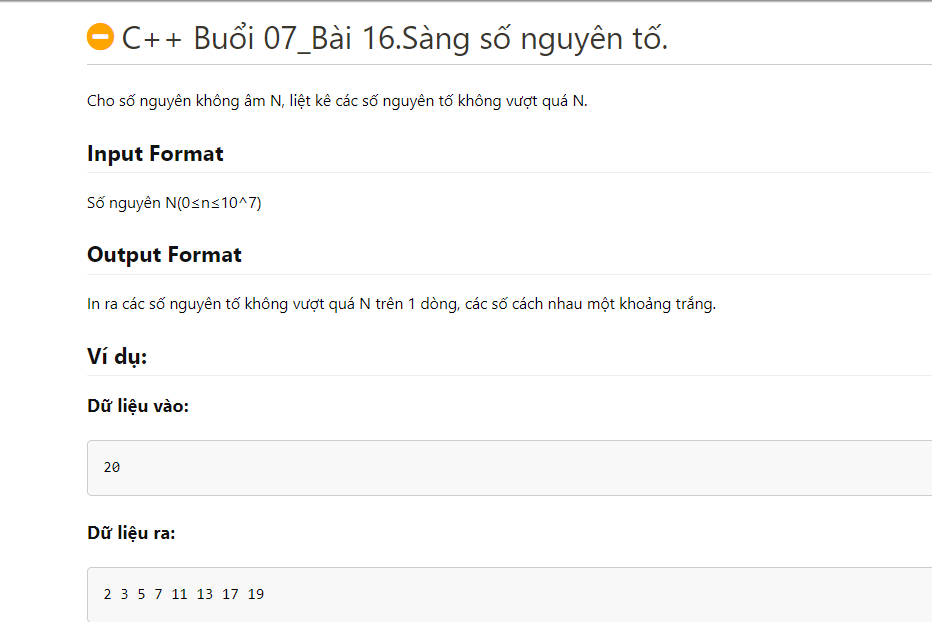 C++ Buổi 07_Bài 16.Sàng số nguyên tố.
Cho số nguyên không âm N, liệt kê các số nguyên tố không vượt quá N.
Input Format
Số nguyên N(0≤n≤10^7)
Output Format
In ra các số nguyên tố không vượt quá N trên 1 dòng, các số cách nhau một khoảng trắng.
Ví dụ:
Dữ liệu vào:
20
Dữ liệu ra:
2 3 5 7 11 13 17 19